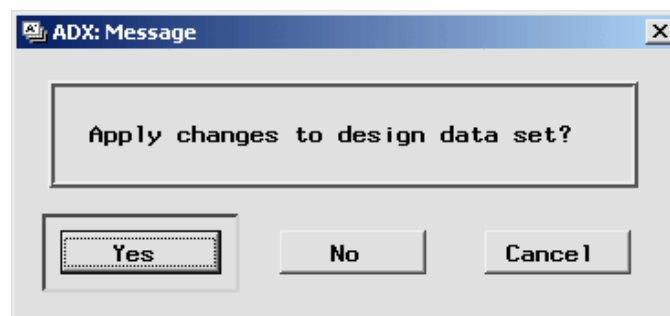 ADX: Message
Apply changes to design data set?
Yes
No
Cancel